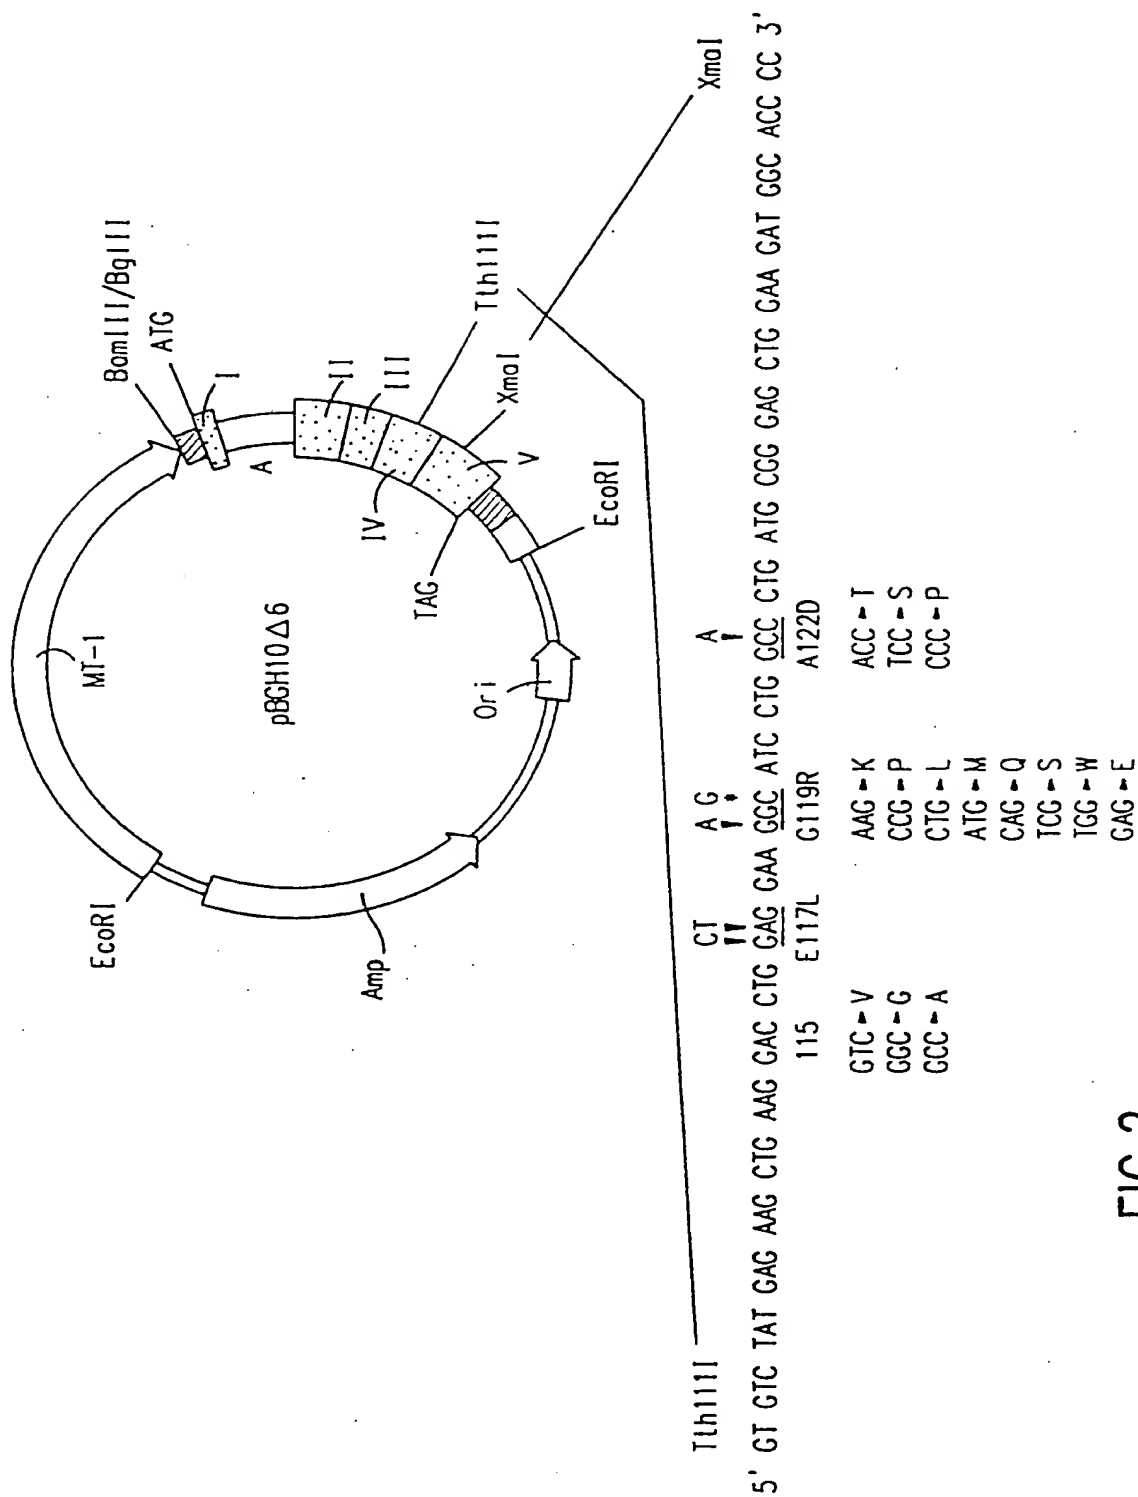 BamIII/BglII
ATG
I
A
II
III
IV
Tth111I
XmaI
V
TAG
EcoRI
Ori
Amp
EcoRI
MT-1
pBGH10Δ6
Tth111I
XmaI
CT
A G
*
A
5' GT GTC TAT GAG AAG CTG AAG GAC CTG GAG GAA GGC ATC CTG GCC CTG ATG CGG GAG CTG GAA GAT GGC ACC CC 3'
115 E117L G119R A122D
GTC ► V AAG ► K ACC ► T
GGC ► G CCG ► P TCC ► S
GCC ► A CTG ► L CCC ► P
ATG ► M
CAG ► Q
TCG ► S
TGG ► W
GAG ► E